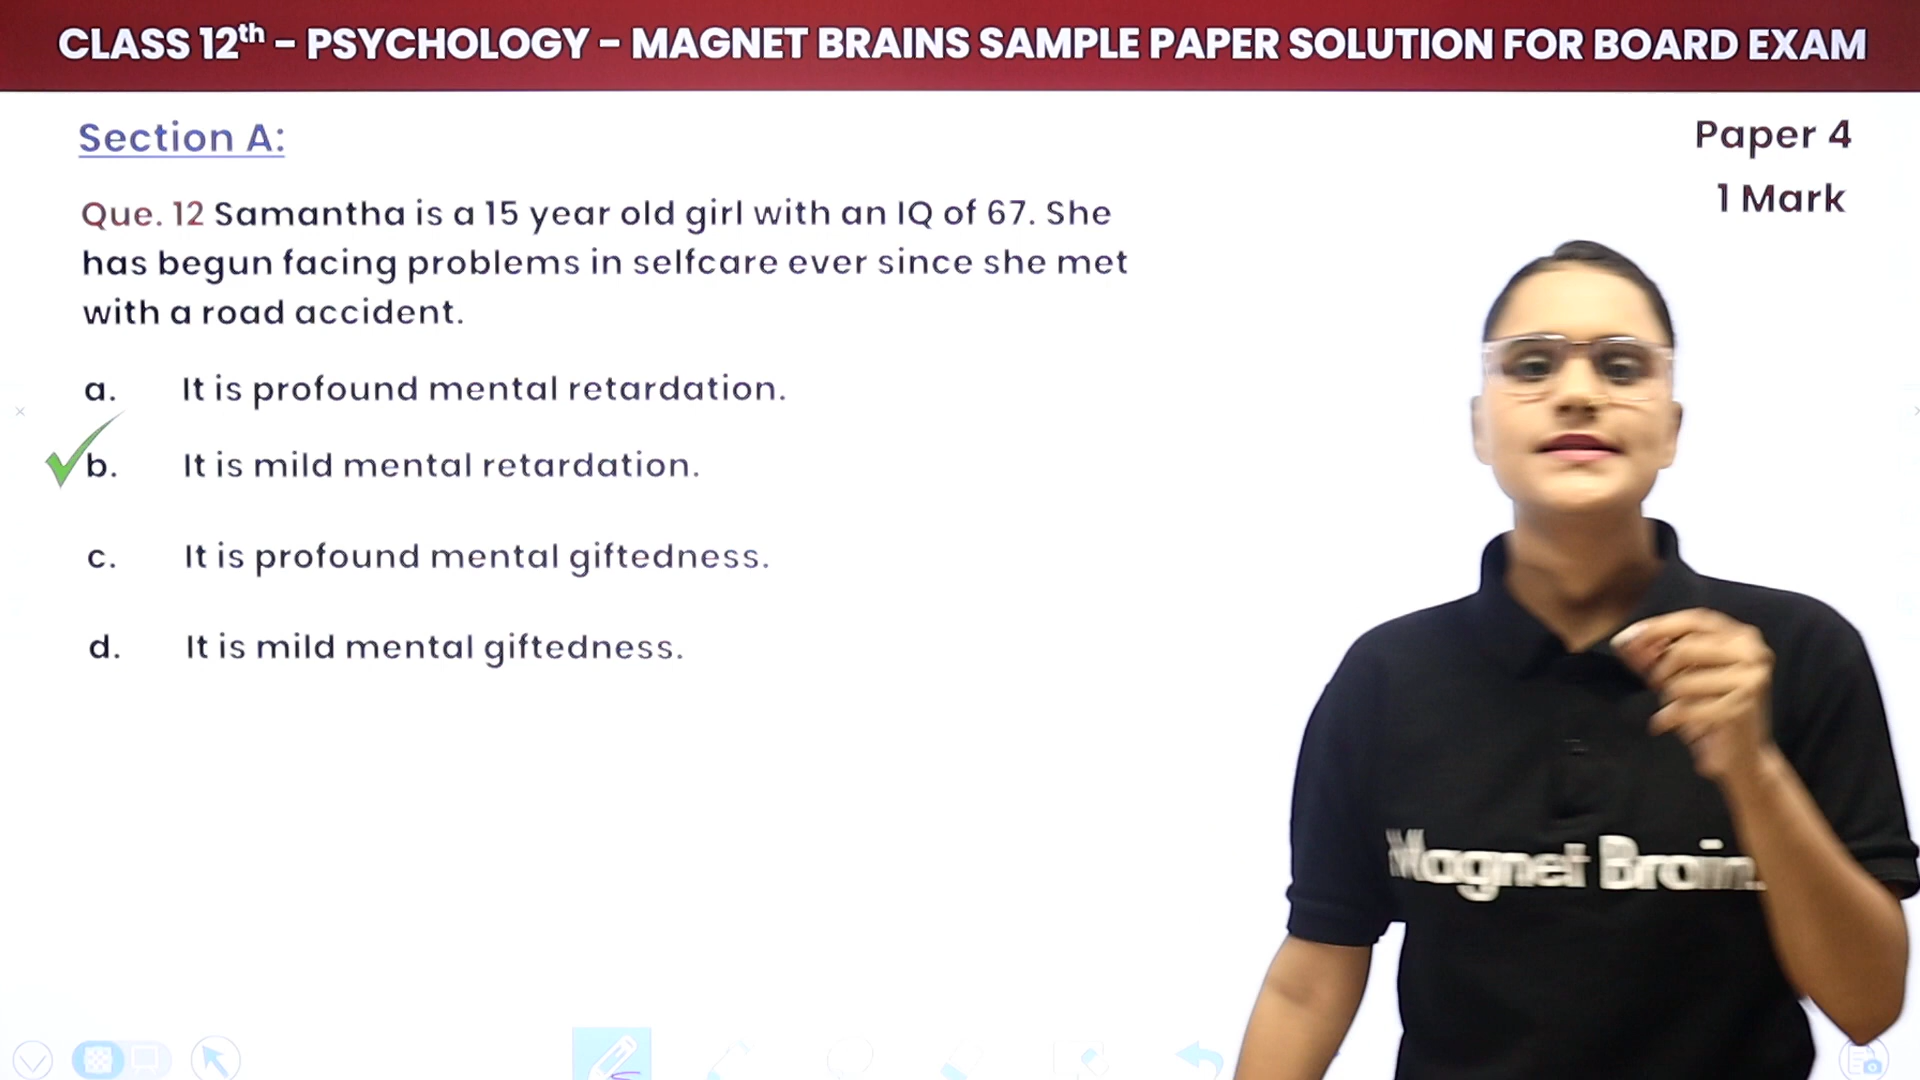 CLASS 12th – PSYCHOLOGY – MAGNET BRAINS SAMPLE PAPER SOLUTION FOR BOARD EXAM
Section A:
Paper 4
1 Mark
Que. 12 Samantha is a 15 year old girl with an IQ of 67. She
has begun facing problems in selfcare ever since she met
with a road accident.
a. It is profound mental retardation.
b. It is mild mental retardation.
c. It is profound mental giftedness.
d. It is mild mental giftedness.
Magnet Brain